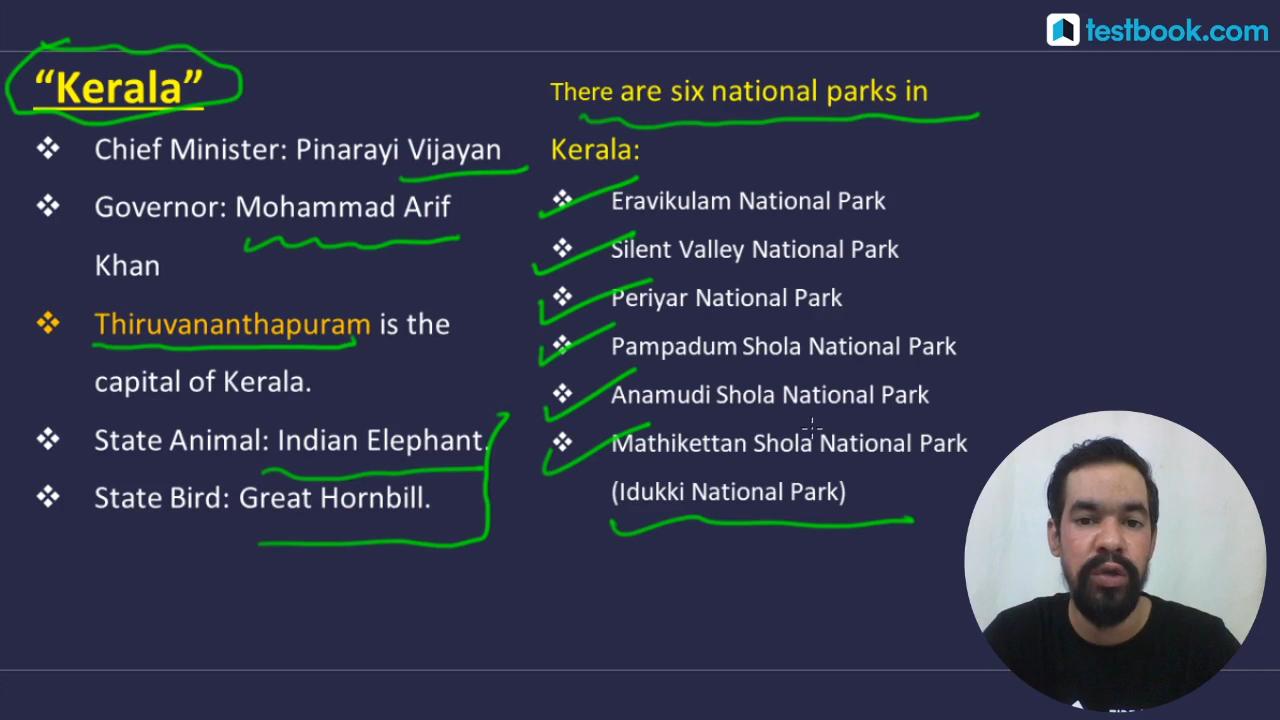 testbook.com
“Kerala”
Chief Minister: Pinarayi Vijayan
Governor: Mohammad Arif
Khan
Thiruvananthapuram is the
capital of Kerala.
State Animal: Indian Elephant.
State Bird: Great Hornbill.
There are six national parks in
Kerala:
Eravikulam National Park
Silent Valley National Park
Periyar National Park
Pampadum Shola National Park
Anamudi Shola National Park
Mathikettan Shola National Park
(Idukki National Park)